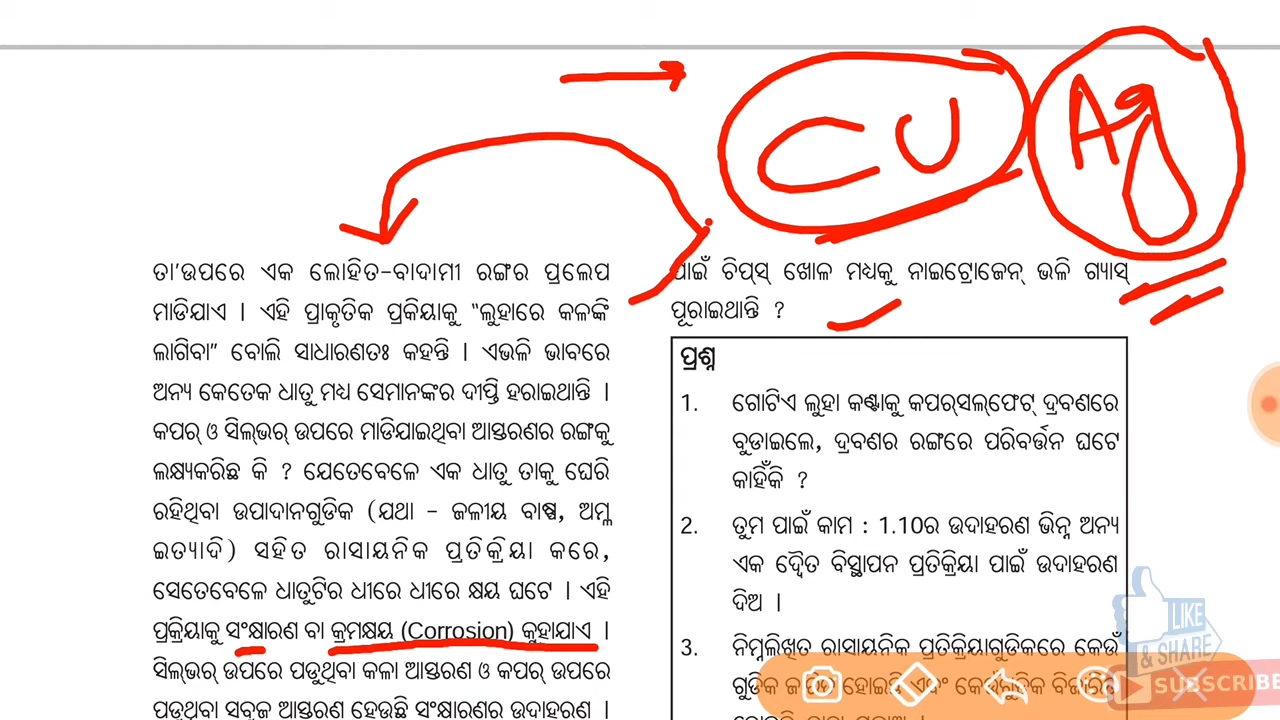 CU
Ag
ତା'ଉପରେ ଏକ ଲୋହିତ-ବାଦାମୀ ରଙ୍ଗର ପ୍ରଲେପ
ମାଡିଯାଏ । ଏହି ପ୍ରାକୃତିକ ପ୍ରକିୟାକୁ "ଲୁହାରେ କଳଙ୍କି
ଲାଗିବା" ବୋଲି ସାଧାରଣତଃ କହନ୍ତି । ଏଭଳି ଭାବରେ
ଅନ୍ୟ କେତେକ ଧାତୁ ମଧ୍ୟ ସେମାନଙ୍କର ଦୀପ୍ତି ହରାଇଥାନ୍ତି ।
କପର୍ ଓ ସିଲ୍‌ଭର୍ ଉପରେ ମାଡିଯାଇଥିବା ଆସ୍ତରଣର ରଙ୍ଗକୁ
ଲକ୍ଷ୍ୟକରିଛ କି ? ଯେତେବେଳେ ଏକ ଧାତୁ ତାକୁ ଘେରି
ରହିଥିବା ଉପାଦାନଗୁଡିକ (ଯଥା - ଜଳୀୟ ବାଷ୍ପ, ଅମ୍ଳ
ଇତ୍ୟାଦି) ସହିତ ରାସାୟନିକ ପ୍ରତିକ୍ରିୟା କରେ,
ସେତେବେଳେ ଧାତୁଟିର ଧୀରେ ଧୀରେ କ୍ଷୟ ଘଟେ । ଏହି
ପ୍ରକ୍ରିୟାକୁ ସଂକ୍ଷାରଣ ବା କ୍ରମକ୍ଷୟ (Corrosion) କୁହାଯାଏ ।
ସିଲ୍‌ଭର୍ ଉପରେ ପଡୁଥିବା କଳା ଆସ୍ତରଣ ଓ କପର୍ ଉପରେ
ପଡୁଥିବା ସବୁଜ ଆସ୍ତରଣ ହେଉଛି ସଂକ୍ଷାରଣର ଉଦାହରଣ ।
ପାଇଁ ଚିପ୍‌ସ୍ ଖୋଳ ମଧ୍ୟକୁ ନାଇଟ୍ରୋଜେନ୍ ଭଳି ଗ୍ୟାସ୍
ପୂରାଇଥାନ୍ତି ?
ପ୍ରଶ୍ନ
1. ଗୋଟିଏ ଲୁହା କଣ୍ଟାକୁ କପର୍‌ସଲ୍‌ଫେଟ୍ ଦ୍ରବଣରେ
ବୁଡାଇଲେ, ଦ୍ରବଣର ରଙ୍ଗରେ ପରିବର୍ତ୍ତନ ଘଟେ
କାହିଁକି ?
2. ତୁମ ପାଇଁ କାମ : 1.10ର ଉଦାହରଣ ଭିନ୍ନ ଅନ୍ୟ
ଏକ ଦ୍ୱୈତ ବିସ୍ଥାପନ ପ୍ରତିକ୍ରିୟା ପାଇଁ ଉଦାହରଣ
ଦିଅ ।
3. ନିମ୍ନଲିଖିତ ରାସାୟନିକ ପ୍ରତିକ୍ରିୟାଗୁଡିକରେ କେଉଁ
LIKE
& SHARE
SUBSCRIBE